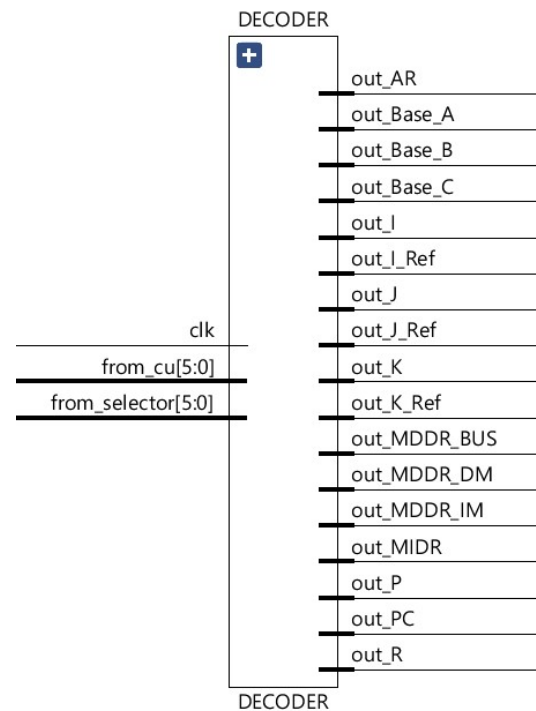 DECODER
out_AR
out_Base_A
out_Base_B
out_Base_C
out_I
out_I_Ref
out_J
clk
out_J_Ref
from_cu[5:0]
out_K
from_selector[5:0]
out_K_Ref
out_MDDR_BUS
out_MDDR_DM
out_MDDR_IM
out_MIDR
out_P
out_PC
out_R
DECODER